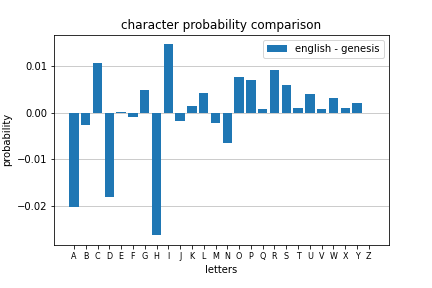 character probability comparison
english - genesis
probability
0.01
0.00
−0.01
−0.02
A B C D E F G H I J K L M N O P Q R S T U V W X Y Z
letters